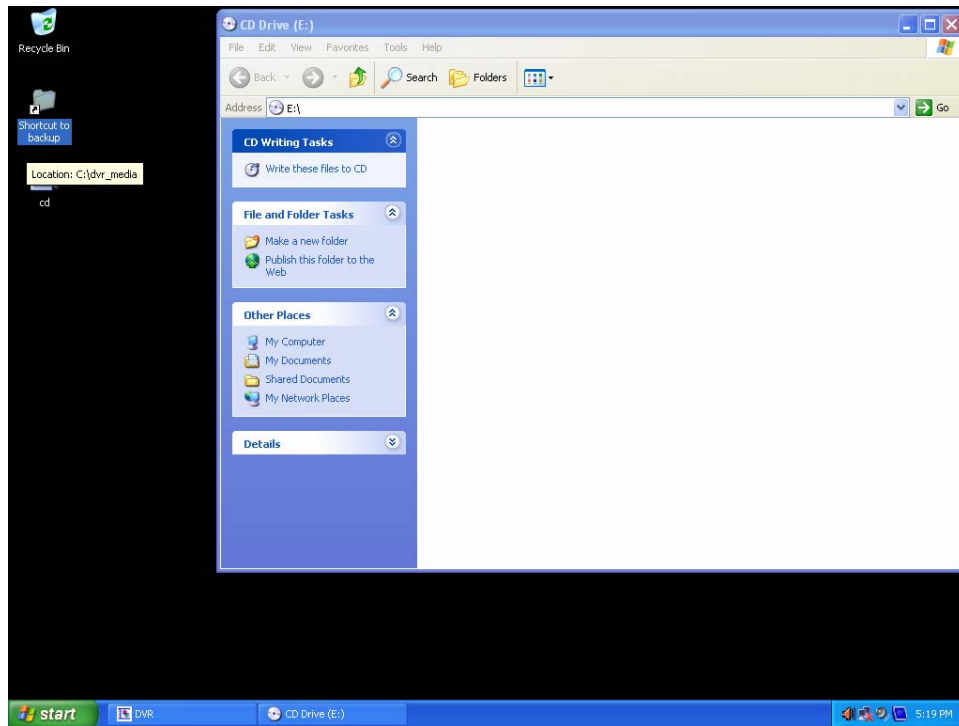 Recycle Bin
Shortcut to
backup
Location: C:\dvr_media
cd
CD Drive (E:)
File Edit View Favorites Tools Help
Back Search Folders
Address E:\ Go
CD Writing Tasks
Write these files to CD
File and Folder Tasks
Make a new folder
Publish this folder to the
Web
Other Places
My Computer
My Documents
Shared Documents
My Network Places
Details
start DVR CD Drive (E:) 5:19 PM